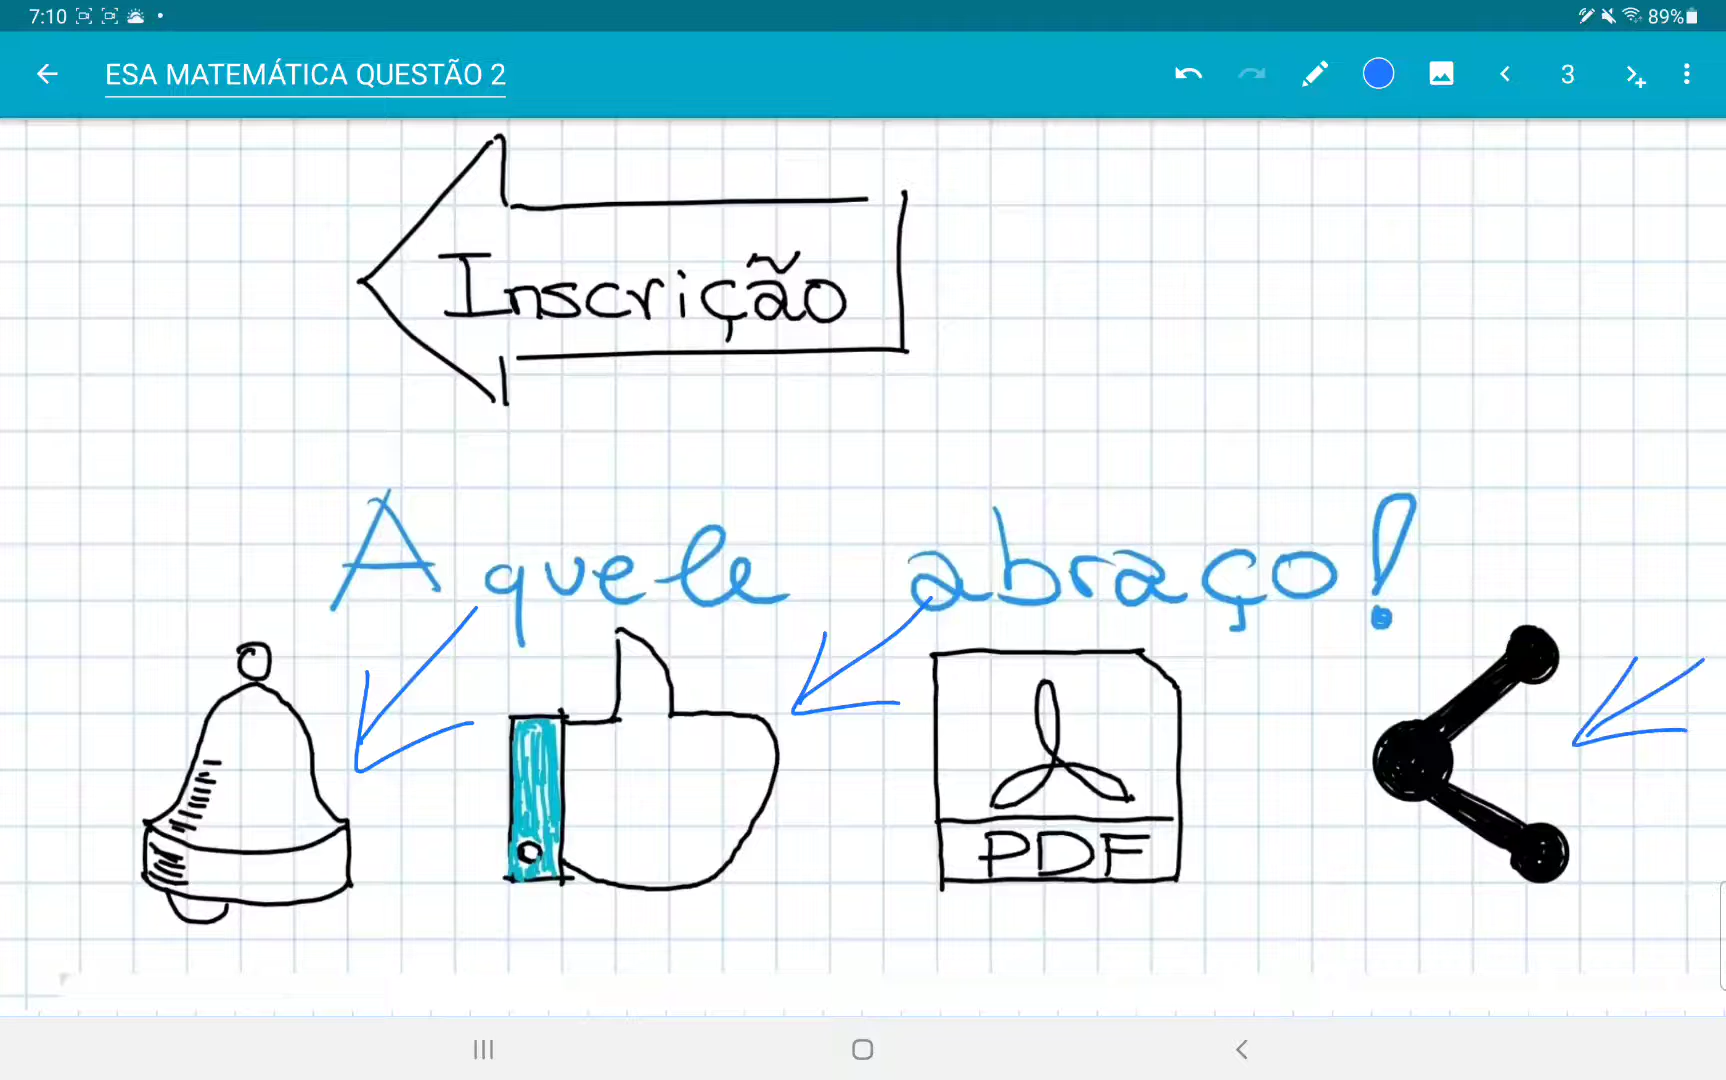 7:10
89%
ESA MATEMÁTICA QUESTÃO 2
3
Inscrição
Aquele abraço!
PDF